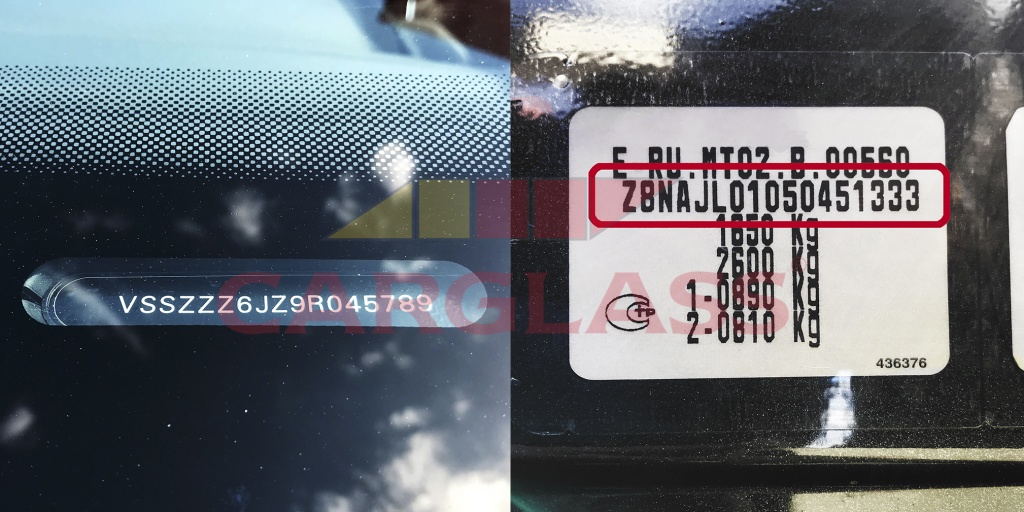 VSSZZZ6JZ9R045789
CARGLASS
E RU.MT02.B.00560
Z8NAJL01050451333
1650 Kg
2600 Kg
1-0890 Kg
2-0810 Kg
436376